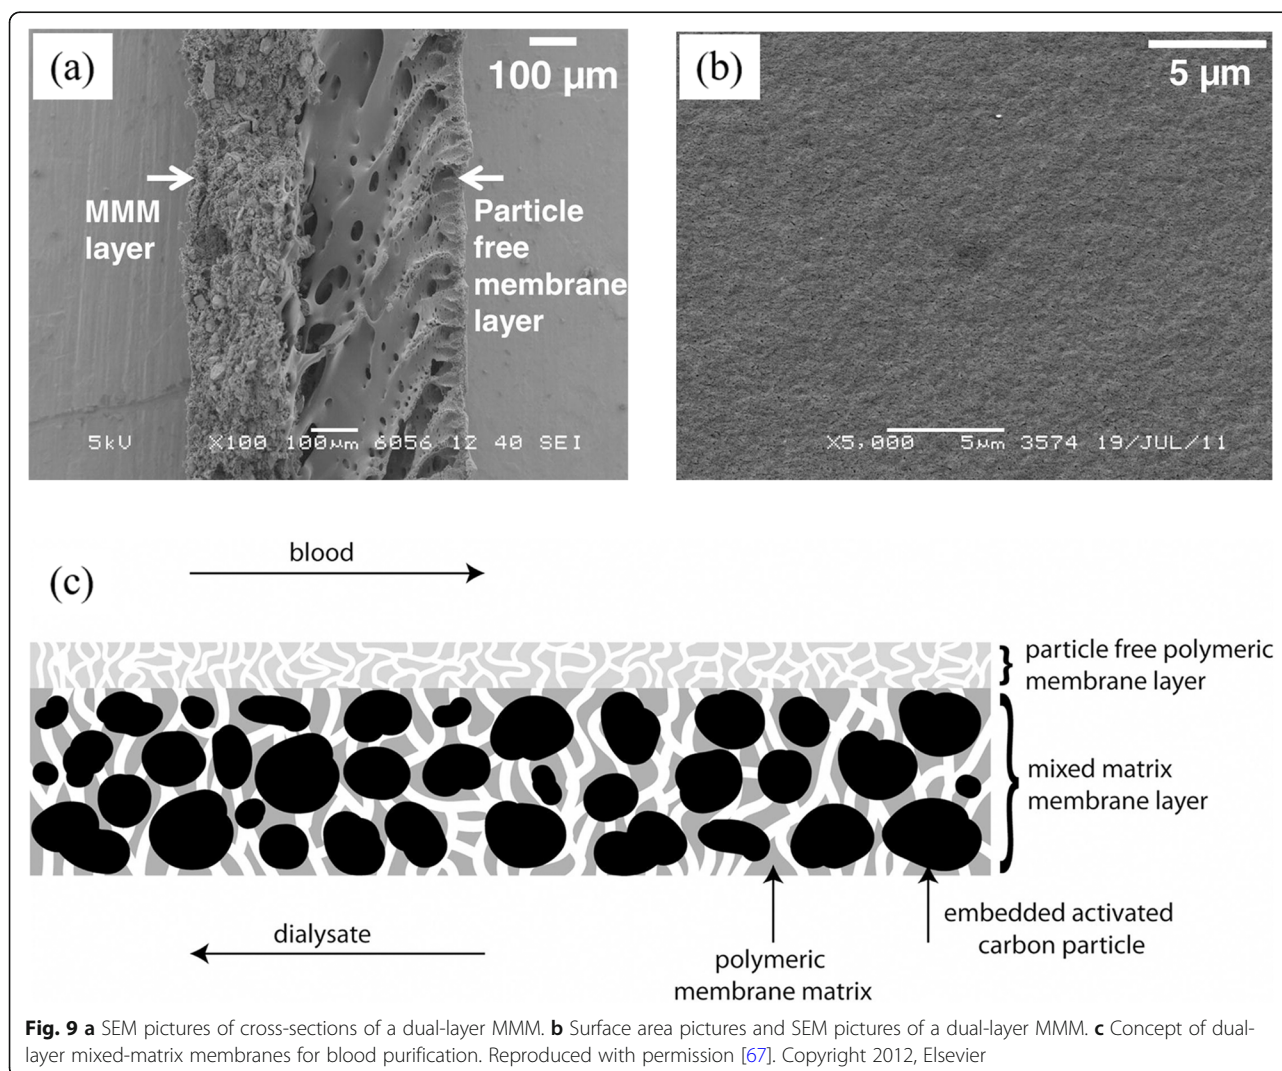 (a)
100 µm
MMM
layer
Particle
free
membrane
layer
5kV X100 100µm 6056 12 40 SEI
(b)
5 µm
X5,000 5µm 3574 19/JUL/11
(c)
blood
particle free polymeric
membrane layer
mixed matrix
membrane layer
embedded activated
carbon particle
dialysate
polymeric
membrane matrix
Fig. 9 a SEM pictures of cross-sections of a dual-layer MMM. b Surface area pictures and SEM pictures of a dual-layer MMM. c Concept of dual-
layer mixed-matrix membranes for blood purification. Reproduced with permission [67]. Copyright 2012, Elsevier